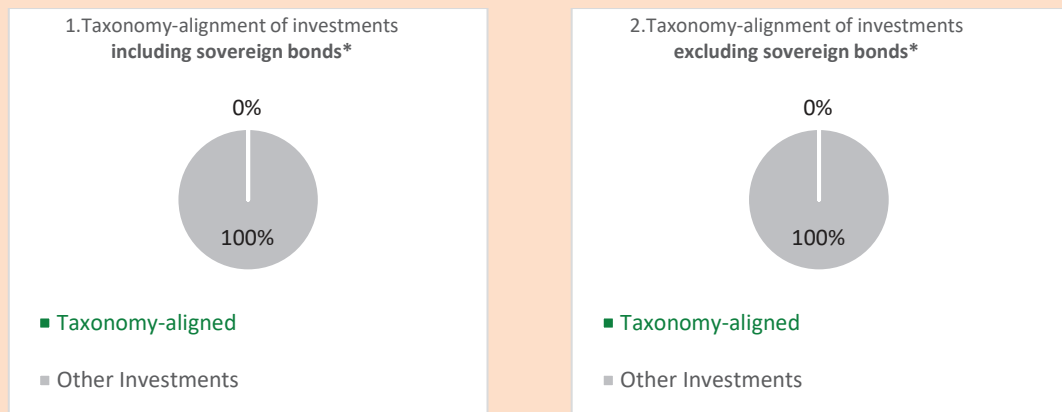 1.Taxonomy-alignment of investments
including sovereign bonds*
0%
100%
Taxonomy-aligned
Other Investments
2.Taxonomy-alignment of investments
excluding sovereign bonds*
0%
100%
Taxonomy-aligned
Other Investments